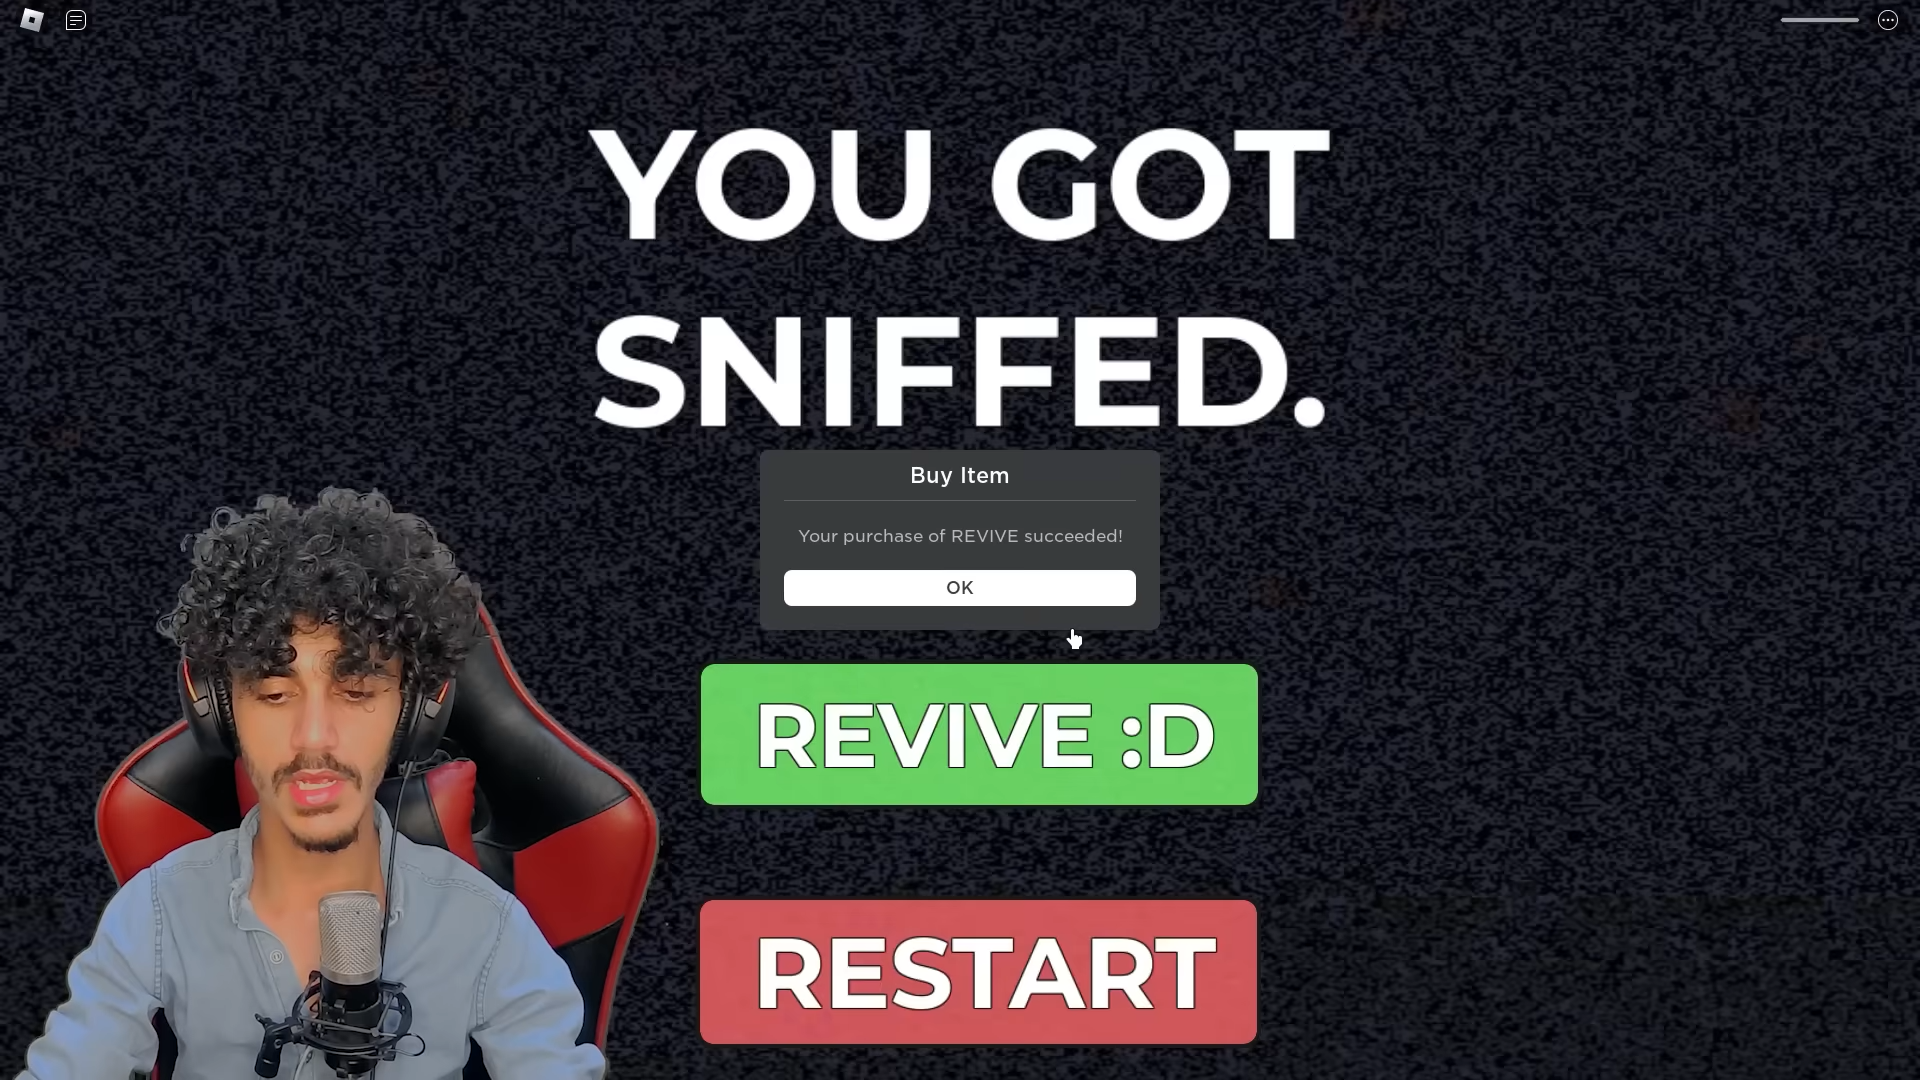 YOU GOT
SNIFFED.
Buy Item
Your purchase of REVIVE succeeded!
OK
REVIVE :D
RESTART